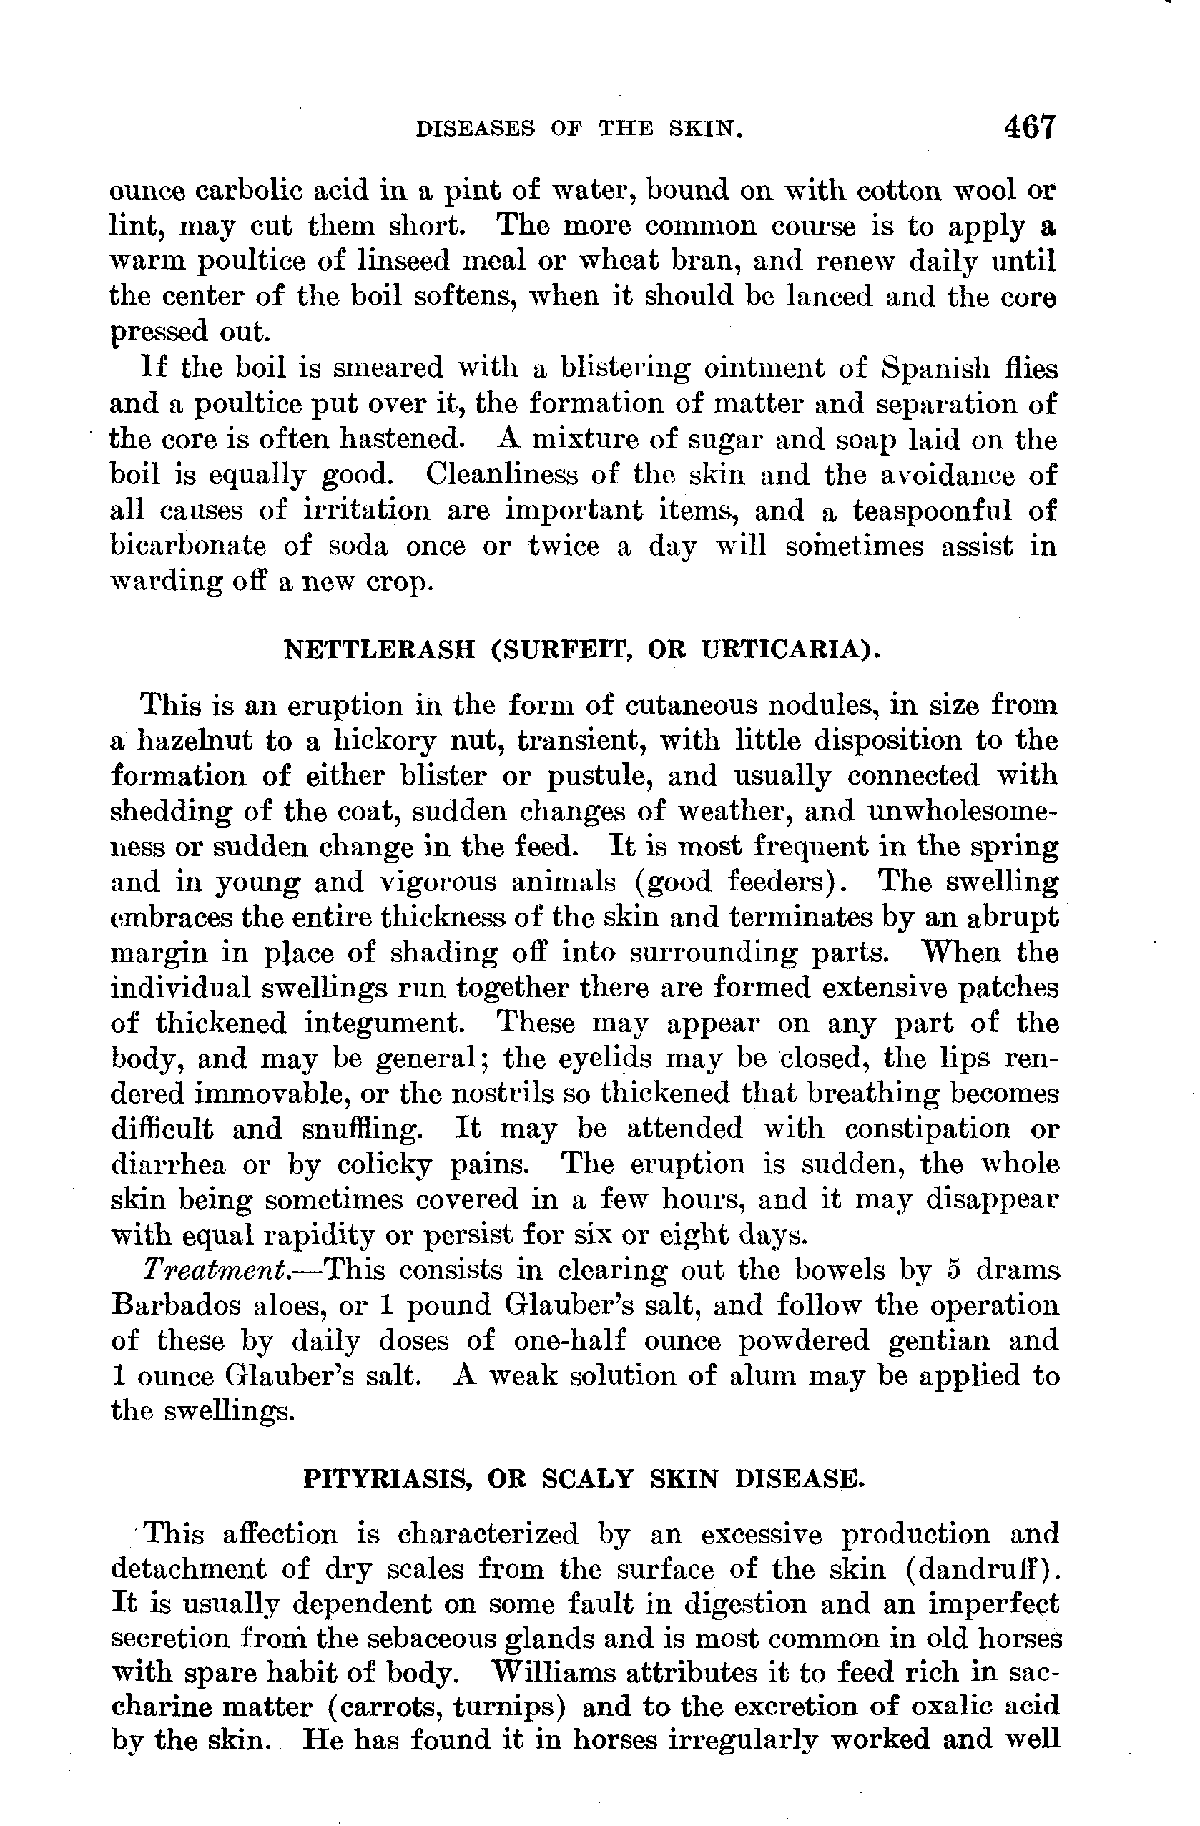 DISEASES OF THE SKIN. 467
ounce carbolic acid in a pint of water, bound on with cotton wool or
lint, may cut them short. The more common course is to apply a
warm poultice of linseed meal or wheat bran, and renew daily until
the center of the boil softens, when it should be lanced and the core
pressed out.
If the boil is smeared with a blistering ointment of Spanish flies
and a poultice put over it, the formation of matter and separation of
the core is often hastened. A mixture of sugar and soap laid on the
boil is equally good. Cleanliness of the skin and the avoidance of
all causes of irritation are important items, and a teaspoonful of
bicarbonate of soda once or twice a day will sometimes assist in
warding off a new crop.
NETTLERASH (SURFEIT, OR URTICARIA).
This is an eruption in the form of cutaneous nodules, in size from
a hazelnut to a hickory nut, transient, with little disposition to the
formation of either blister or pustule, and usually connected with
shedding of the coat, sudden changes of weather, and unwholesome-
ness or sudden change in the feed. It is most frequent in the spring
and in young and vigorous animals (good feeders). The swelling
embraces the entire thickness of the skin and terminates by an abrupt
margin in place of shading off into surrounding parts. When the
individual swellings run together there are formed extensive patches
of thickened integument. These may appear on any part of the
body, and may be general; the eyelids may be closed, the lips ren-
dered immovable, or the nostrils so thickened that breathing becomes
difficult and snuffling. It may be attended with constipation or
diarrhea or by colicky pains. The eruption is sudden, the whole
skin being sometimes covered in a few hours, and it may disappear
with equal rapidity or persist for six or eight days.
Treatment.—This consists in clearing out the bowels by 5 drams
Barbados aloes, or 1 pound Glauber's salt, and follow the operation
of these by daily doses of one-half ounce powdered gentian and
1 ounce Glauber's salt. A weak solution of alum may be applied to
the swellings.
PITYRIASIS, OR SCALY SKIN DISEASE.
This affection is characterized by an excessive production and
detachment of dry scales from the surface of the skin (dandruff).
It is usually dependent on some fault in digestion and an imperfect
secretion from the sebaceous glands and is most common in old horses
with spare habit of body. Williams attributes it to feed rich in sac-
charine matter (carrots, turnips) and to the excretion of oxalic acid
by the skin. He has found it in horses irregularly worked and well